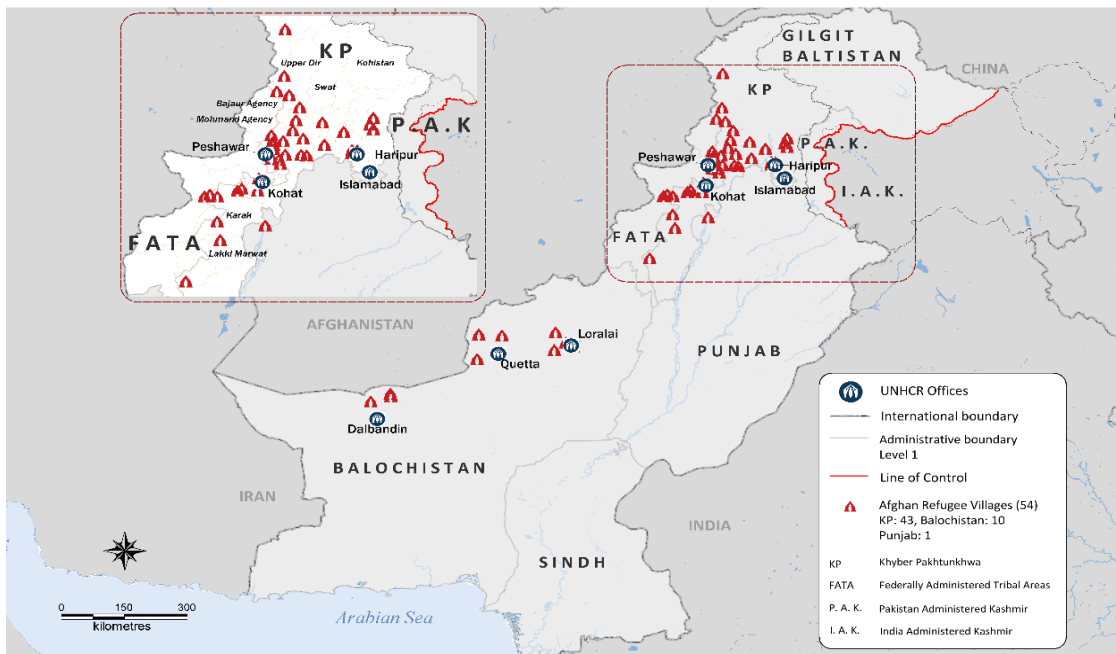 KP
Upper Dir
Kohistan
Swat
Bajaur Agency
Mohmand Agency
P.A.K
Peshawar
Haripur
Islamabad
Kohat
Karak
FATA
Lakki Marwat
GILGIT
BALTISTAN
CHINA
KP
P.A.K.
Peshawar
Haripur
Islamabad
I.A.K.
Kohat
FATA
AFGHANISTAN
Loralai
Quetta
PUNJAB
Dalbandin
BALOCHISTAN
IRAN
INDIA
SINDH
Arabian Sea
0 150 300
kilometres
UNHCR Offices
International boundary
Administrative boundary
Level 1
Line of Control
Afghan Refugee Villages (54)
KP: 43, Balochistan: 10
Punjab: 1
KP Khyber Pakhtunkhwa
FATA Federally Administered Tribal Areas
P. A. K. Pakistan Administered Kashmir
I. A. K. India Administered Kashmir